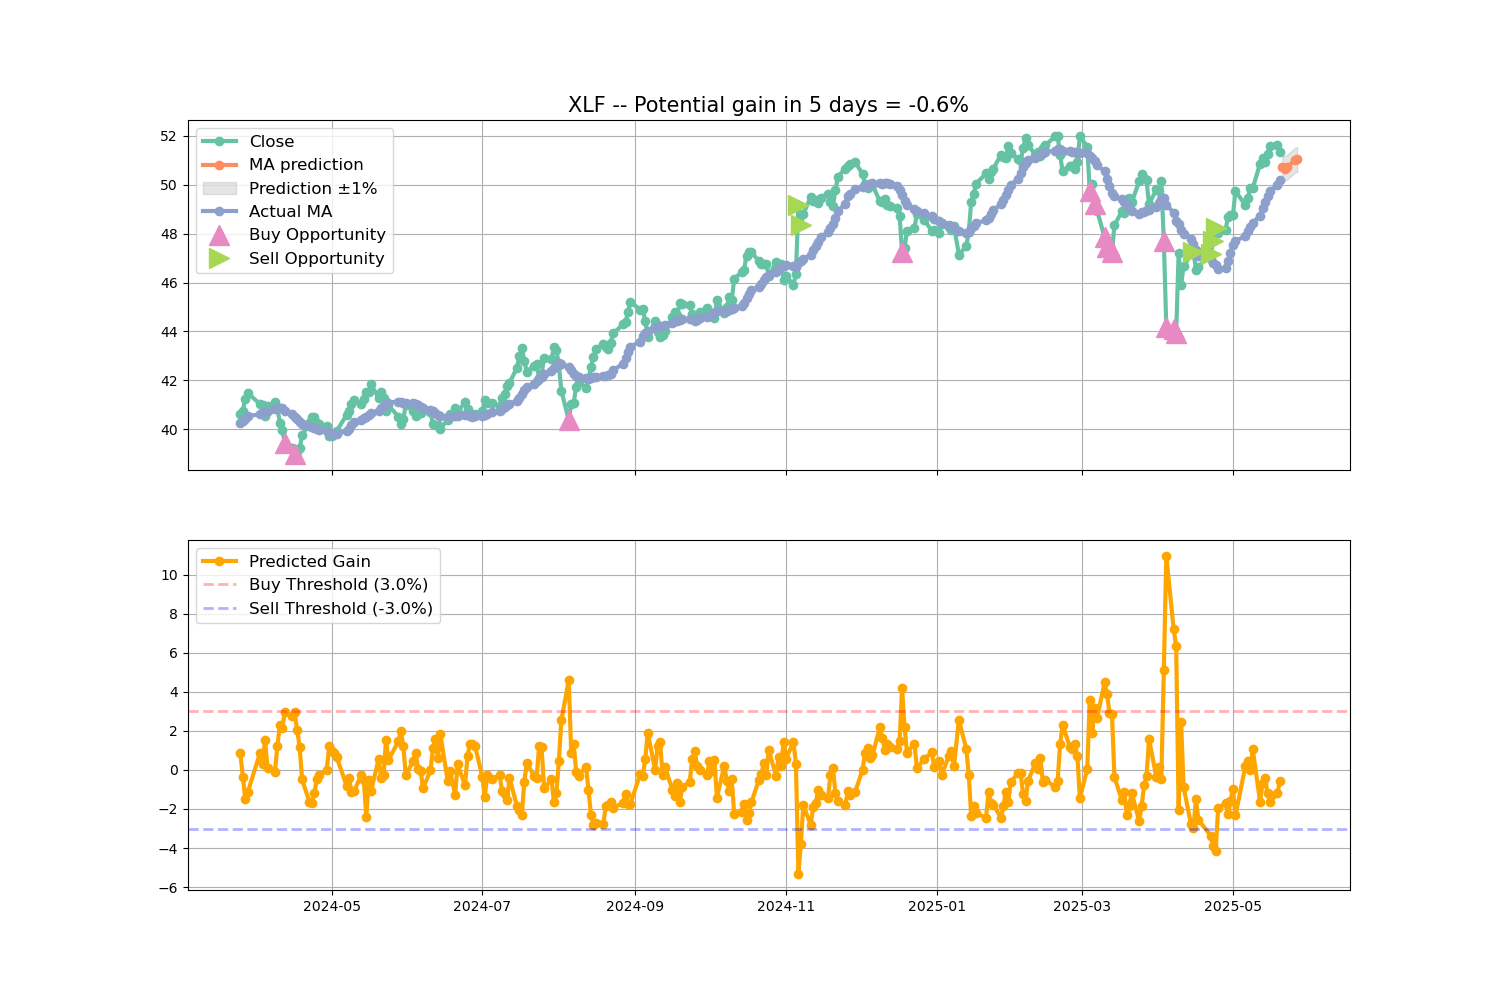 XLF -- Potential gain in 5 days = -0.6%
52
50
48
46
44
42
40
Close
MA prediction
Prediction ±1%
Actual MA
Buy Opportunity
Sell Opportunity
10
8
6
4
2
0
−2
−4
−6
Predicted Gain
Buy Threshold (3.0%)
Sell Threshold (-3.0%)
2024-05
2024-07
2024-09
2024-11
2025-01
2025-03
2025-05